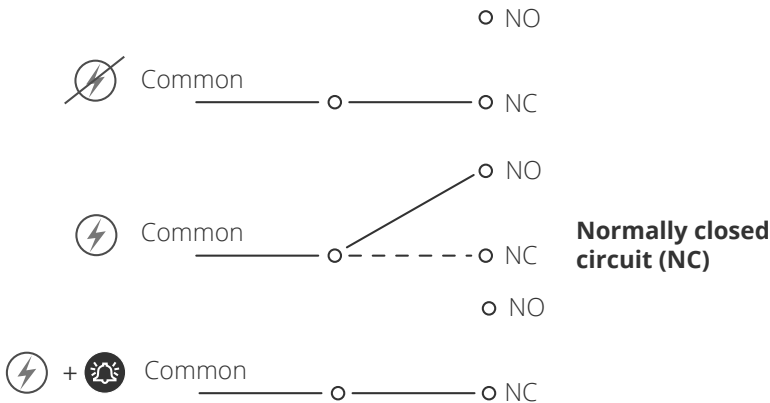 NO
Common
NC
NO
Common
NC
Normally closed
circuit (NC)
NO
+
Common
NC